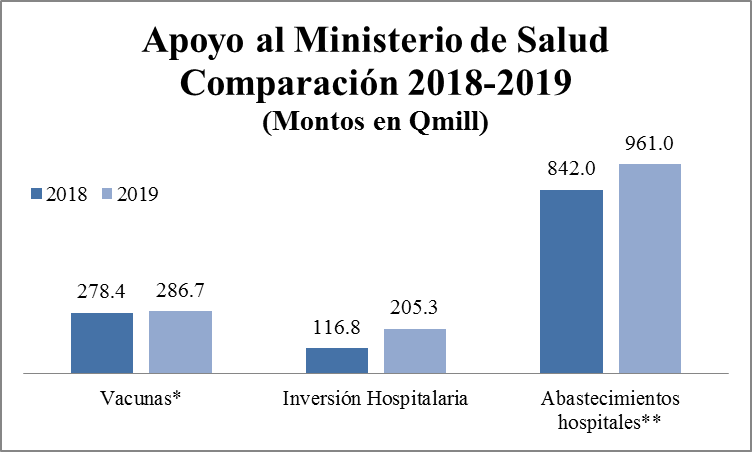 Apoyo al Ministerio de Salud
Comparación 2018-2019
(Montos en Qmill)
2018 2019
278.4 286.7
116.8 205.3
842.0 961.0
Vacunas* Inversión Hospitalaria Abastecimientos
hospitales**